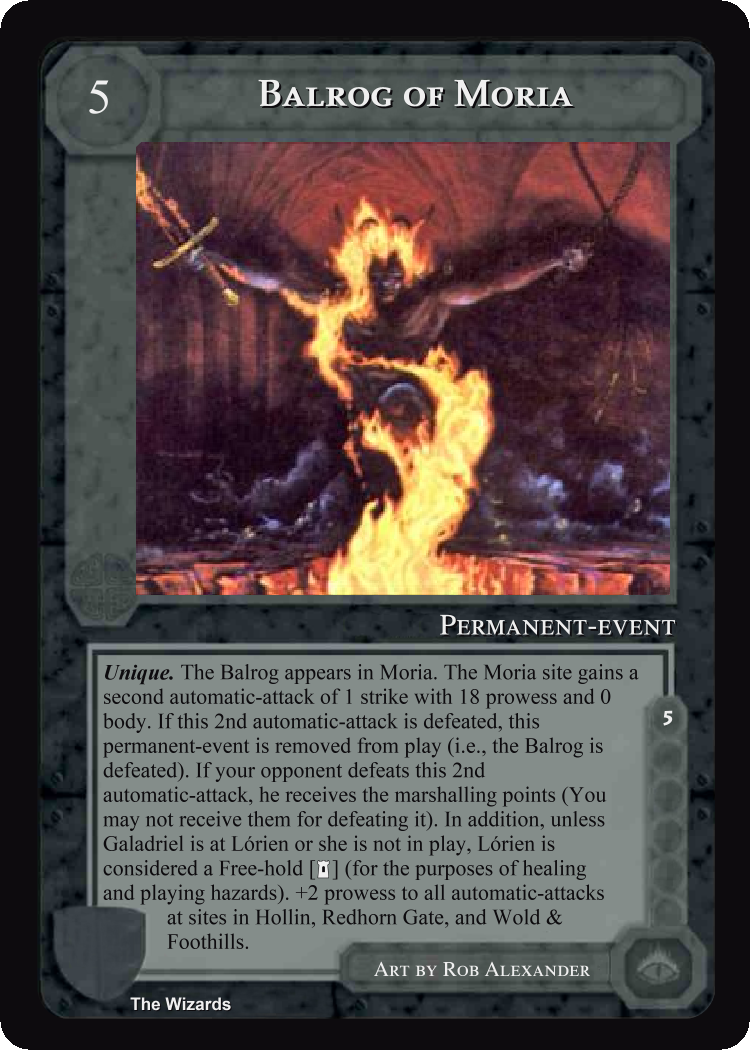 5
BALROG OF MORIA
PERMANENT-EVENT
Unique. The Balrog appears in Moria. The Moria site gains a
second automatic-attack of 1 strike with 18 prowess and 0
body. If this 2nd automatic-attack is defeated, this
permanent-event is removed from play (i.e., the Balrog is
defeated). If your opponent defeats this 2nd
automatic-attack, he receives the marshalling points (You
may not receive them for defeating it). In addition, unless
Galadriel is at Lórien or she is not in play, Lórien is
considered a Free-hold [ ] (for the purposes of healing
and playing hazards). +2 prowess to all automatic-attacks
at sites in Hollin, Redhorn Gate, and Wold &
Foothills.
5
ART BY ROB ALEXANDER
The Wizards